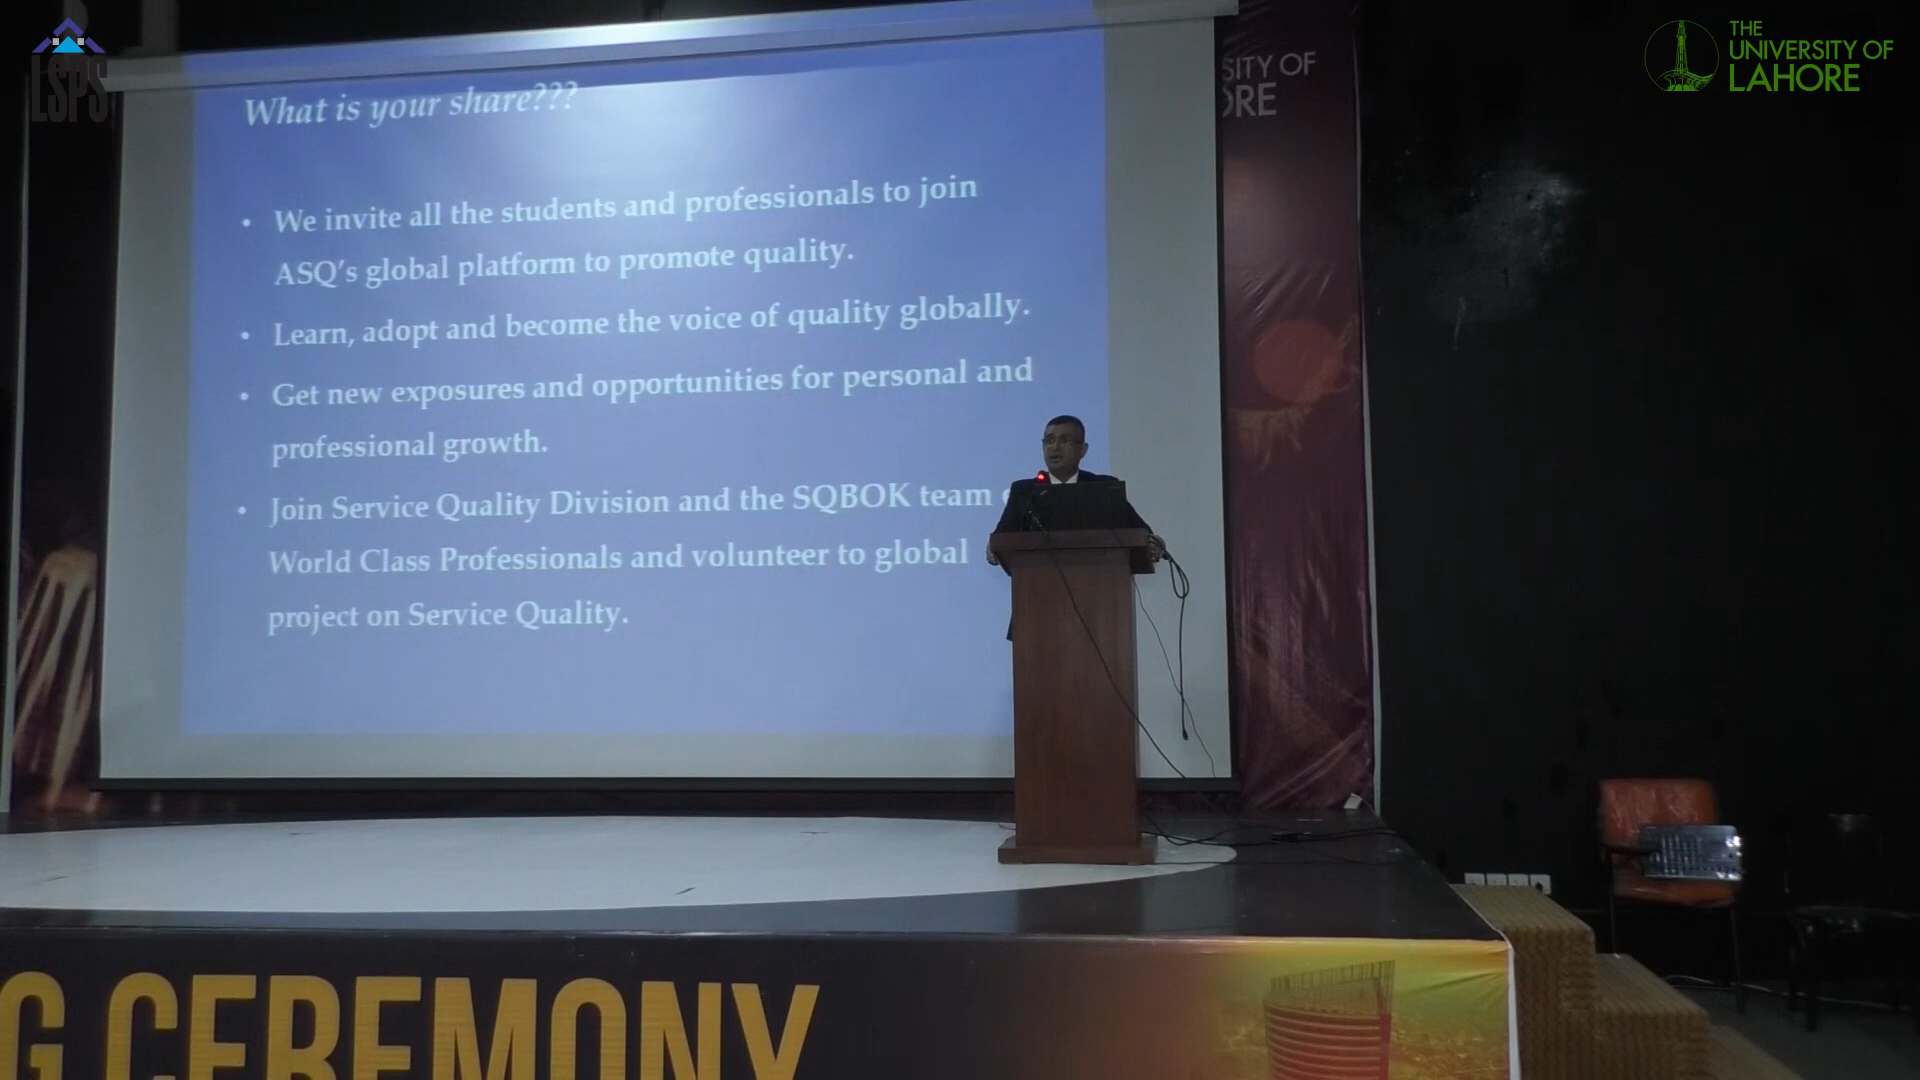 LSPS
THE
UNIVERSITY OF
LAHORE
SITY OF
ORE
What is your share???
• We invite all the students and professionals to join
ASQ's global platform to promote quality.
• Learn, adopt and become the voice of quality globally.
• Get new exposures and opportunities for personal and
professional growth.
• Join Service Quality Division and the SQBOK team
World Class Professionals and volunteer to global
project on Service Quality.
G CEREMONY